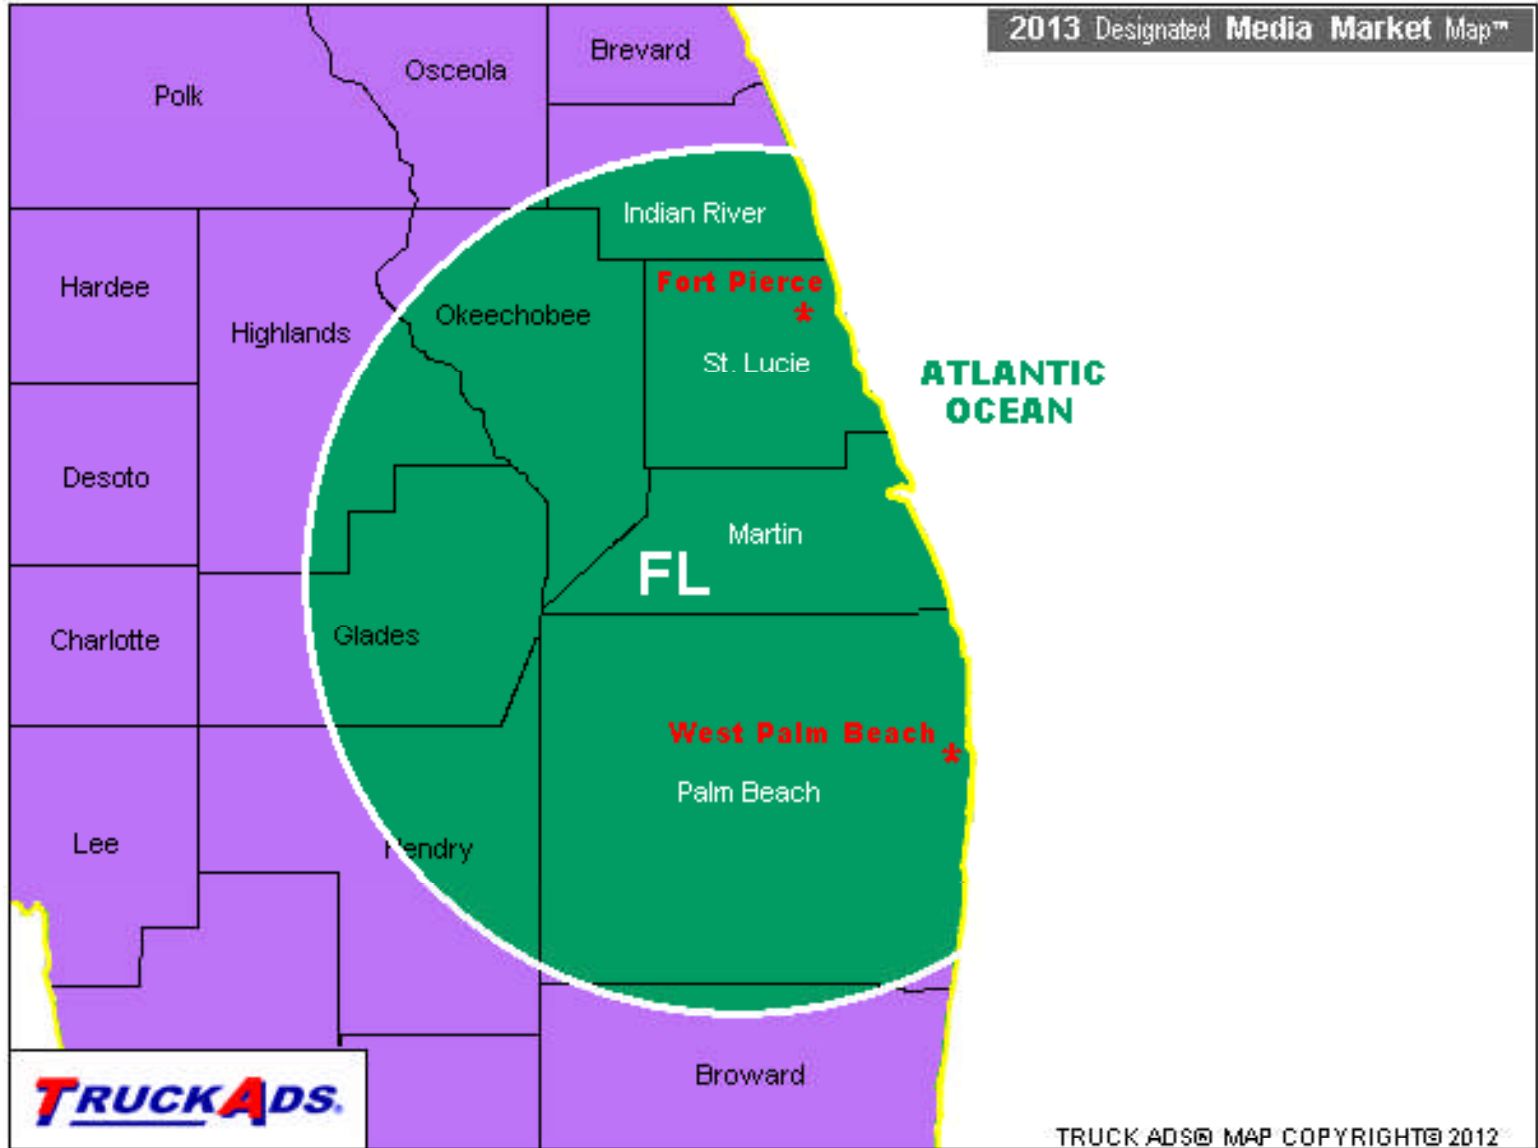 2013 Designated Media Market Map™
Brevard
Osceola
Polk
Indian River
Fort Pierce
*
Hardee
Okeechobee
Highlands
St. Lucie
ATLANTIC
OCEAN
Desoto
Martin
FL
Charlotte
Glades
West Palm Beach
*
Palm Beach
Lee
Hendry
Broward
TRUCKADS®
TRUCK ADS® MAP COPYRIGHT© 2012